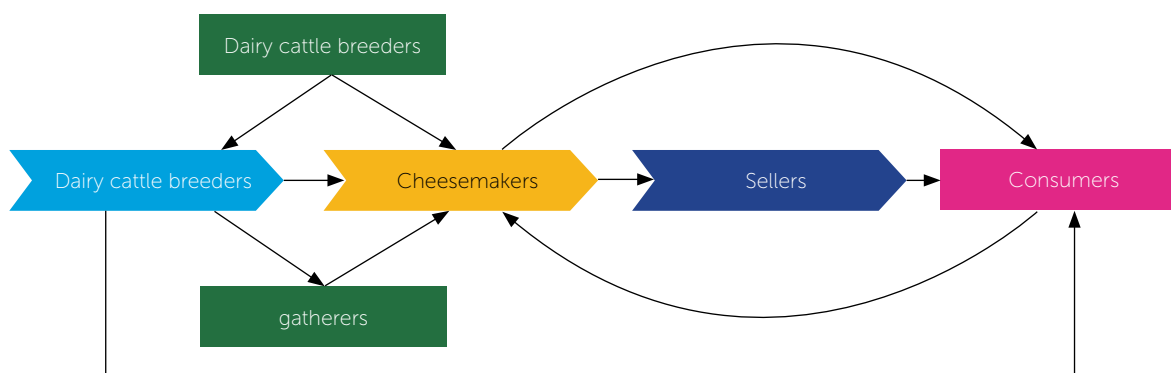 Dairy cattle breeders
Dairy cattle breeders
Cheesemakers
Sellers
Consumers
gatherers